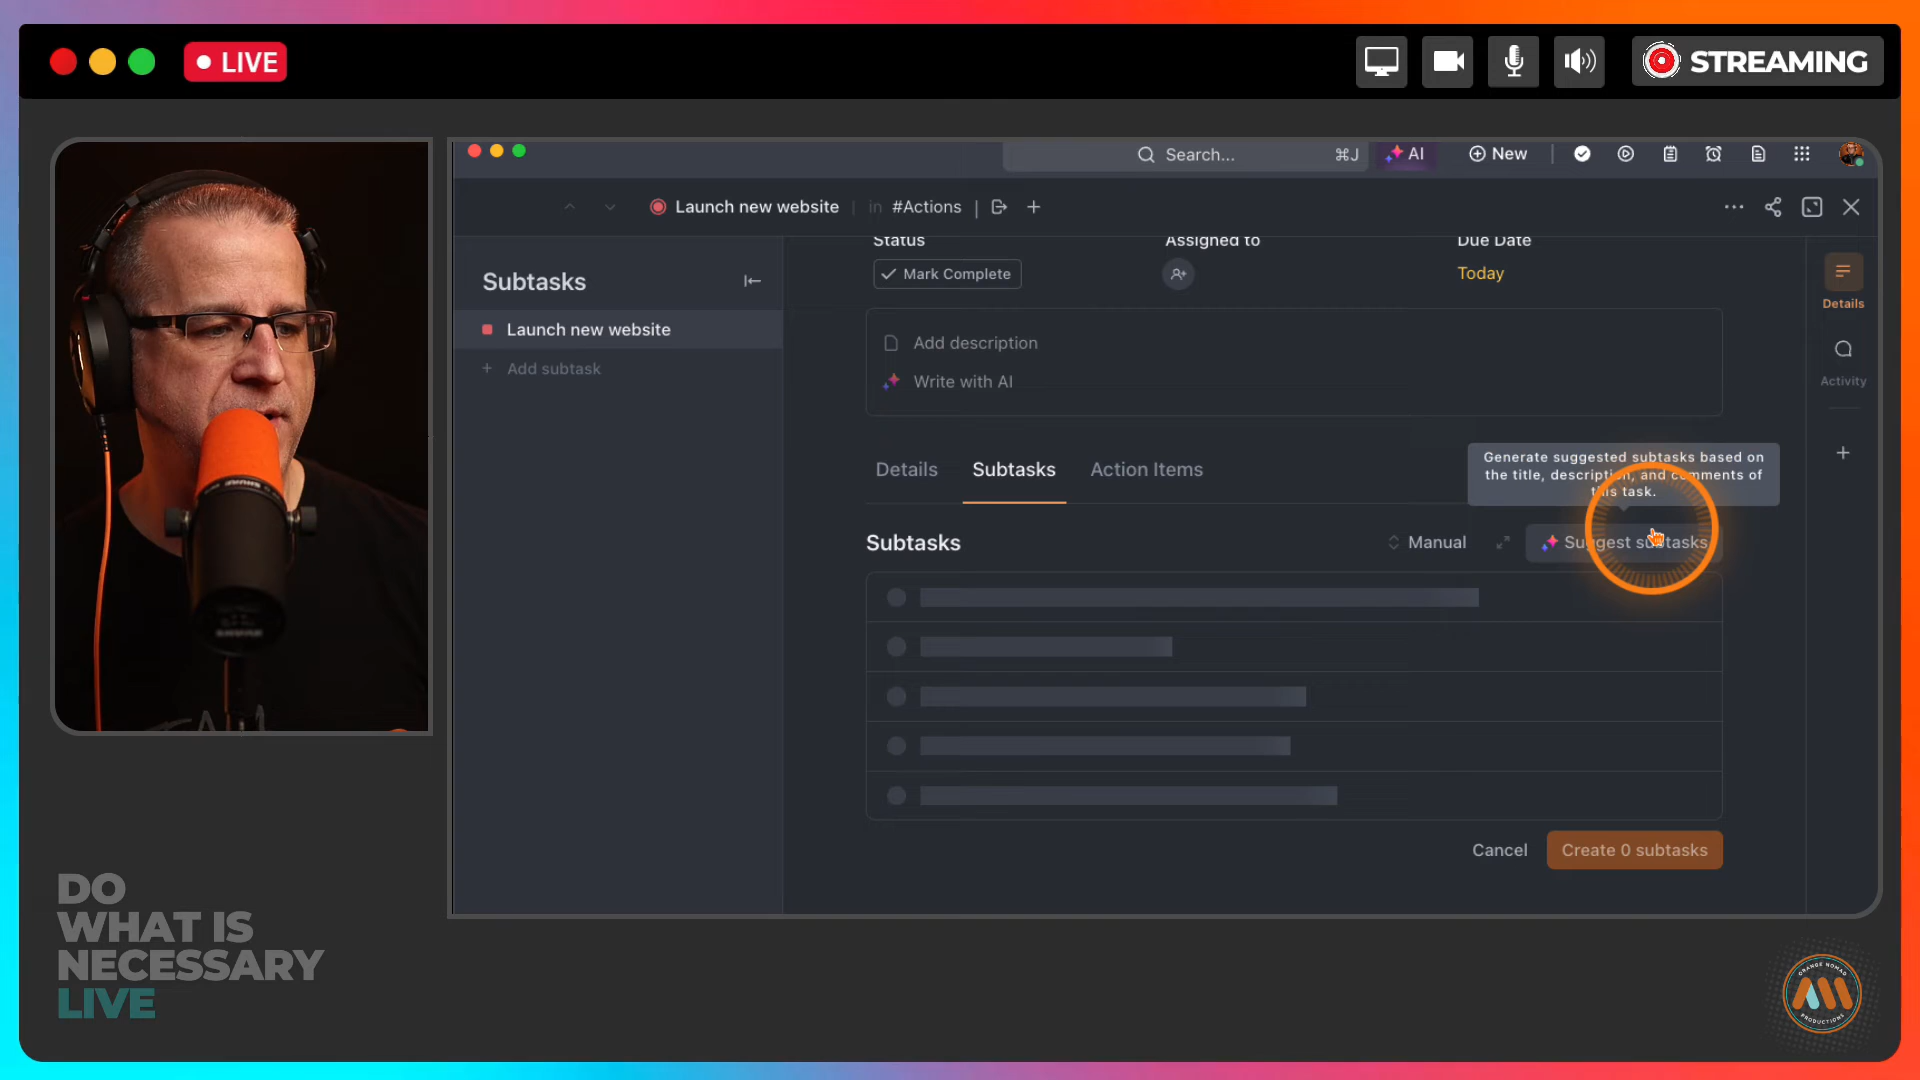 LIVE
STREAMING
Search...
⌘J
AI
New
Launch new website
in #Actions
Subtasks
Launch new website
+ Add subtask
Status
Assigned to
Due Date
Mark Complete
Today
Add description
Write with AI
Details
Subtasks
Action Items
Generate suggested subtasks based on
the title, description, and comments of
this task.
Subtasks
Manual
Suggest subtasks
Cancel
Create 0 subtasks
Details
Activity
DO
WHAT IS
NECESSARY
LIVE
ORANGE NOMAD
PRODUCTIONS